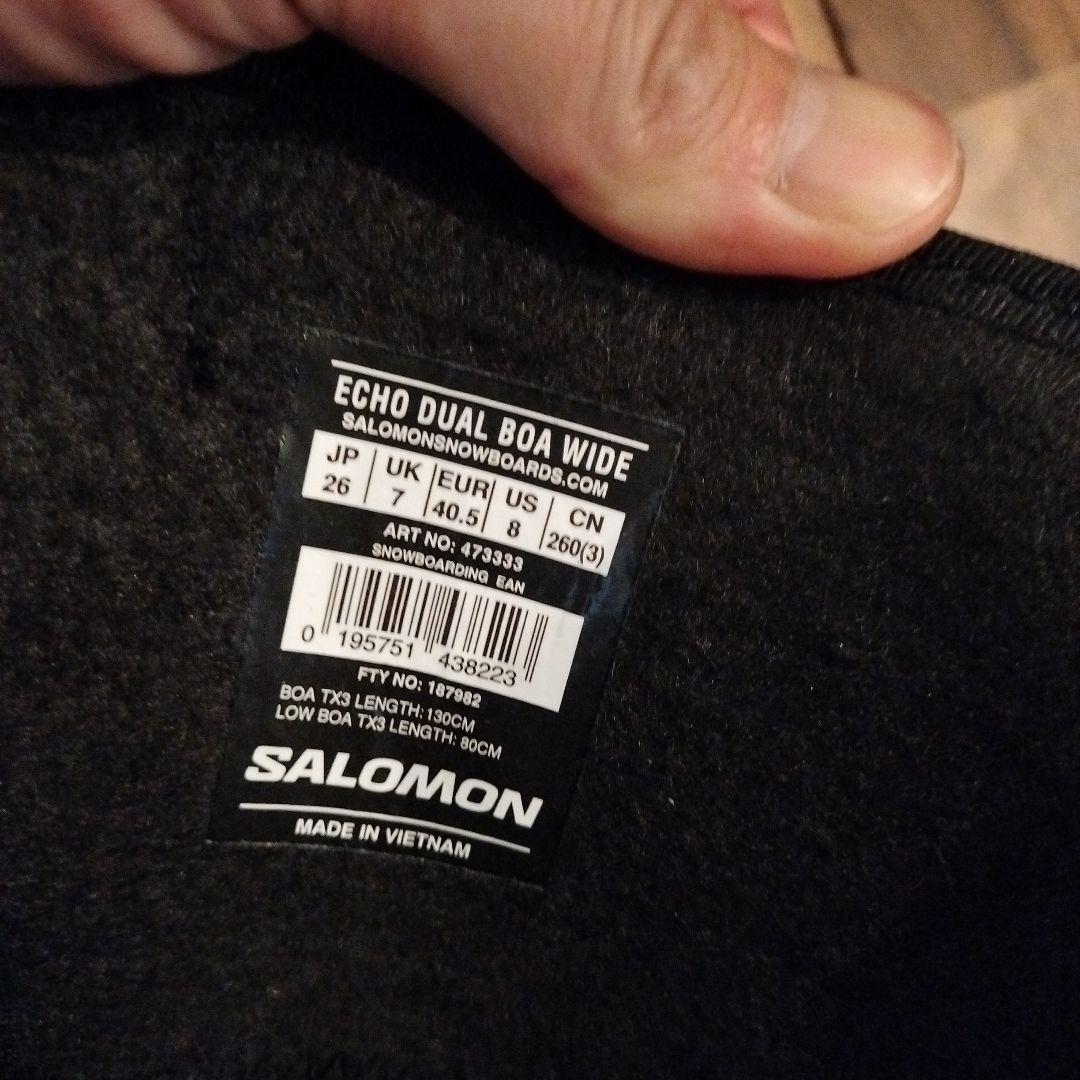 ECHO DUAL BOA WIDE
SALOMONSNOWBOARDS.COM
JP UK EUR US CN
26 7 40.5 8 260(3)
ART NO: 473333
SNOWBOARDING EAN
0 195751 438223
FTY NO: 187982
BOA TX3 LENGTH: 130CM
LOW BOA TX3 LENGTH: 80CM
SALOMON
MADE IN VIETNAM